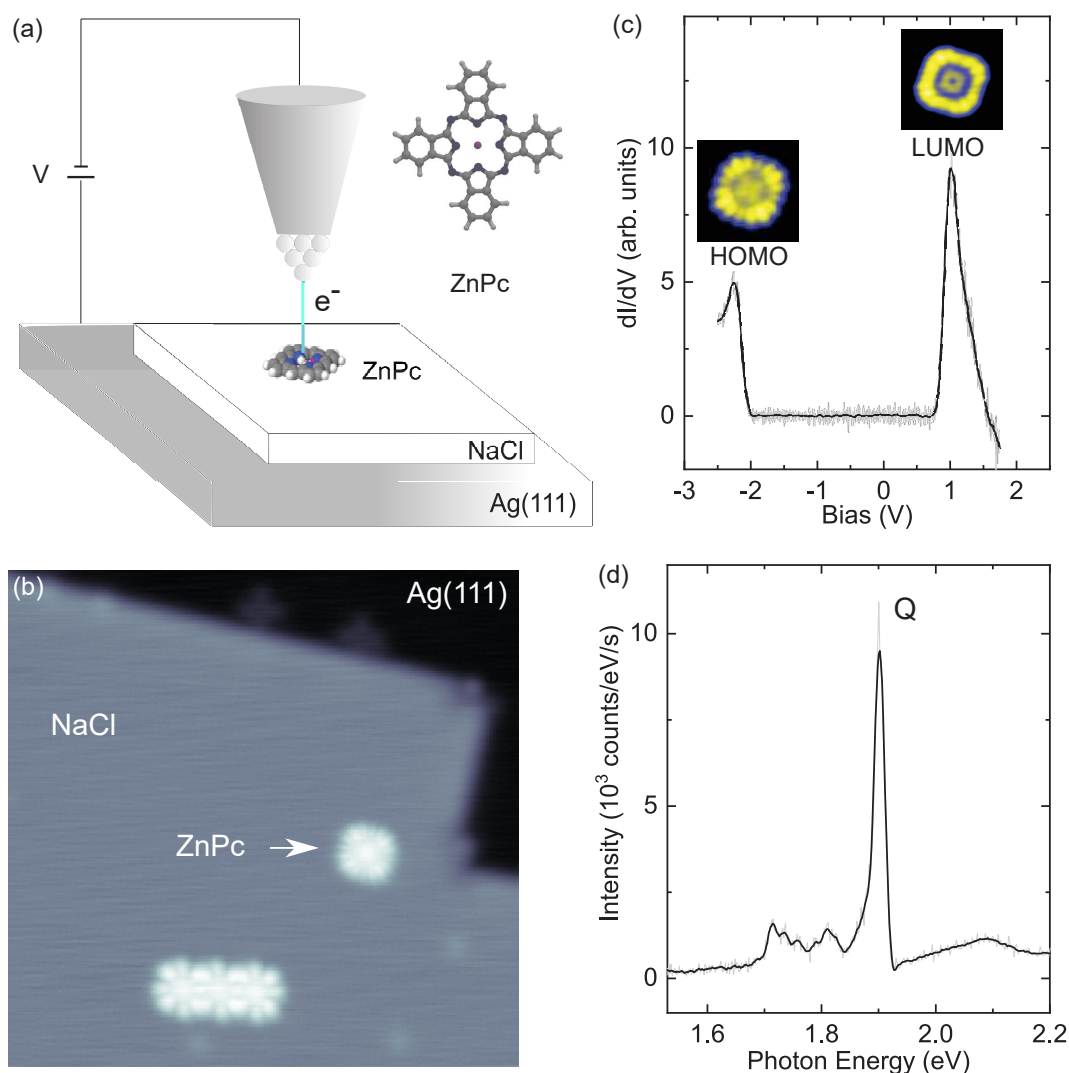 (a)
V
e⁻
ZnPc
ZnPc
NaCl
Ag(111)
(b)
Ag(111)
NaCl
ZnPc
(c)
dI/dV (arb. units)
10
5
0
HOMO
LUMO
-3
-2
-1
0
1
2
Bias (V)
(d)
Q
Intensity (10³ counts/eV/s)
10
5
0
1.6
1.8
2.0
2.2
Photon Energy (eV)